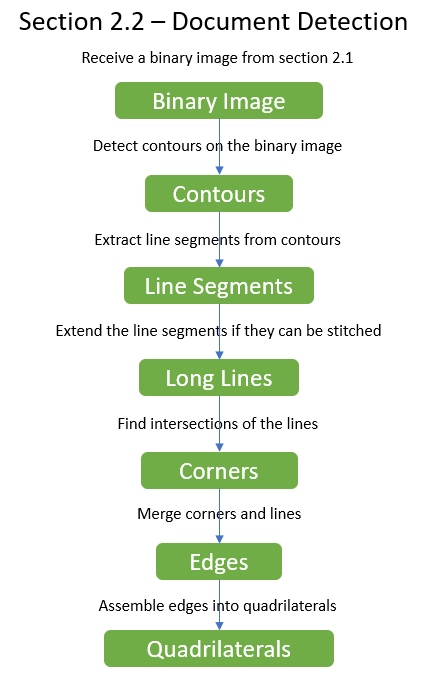 Section 2.2 – Document Detection
Receive a binary image from section 2.1
Binary Image
Detect contours on the binary image
Contours
Extract line segments from contours
Line Segments
Extend the line segments if they can be stitched
Long Lines
Find intersections of the lines
Corners
Merge corners and lines
Edges
Assemble edges into quadrilaterals
Quadrilaterals